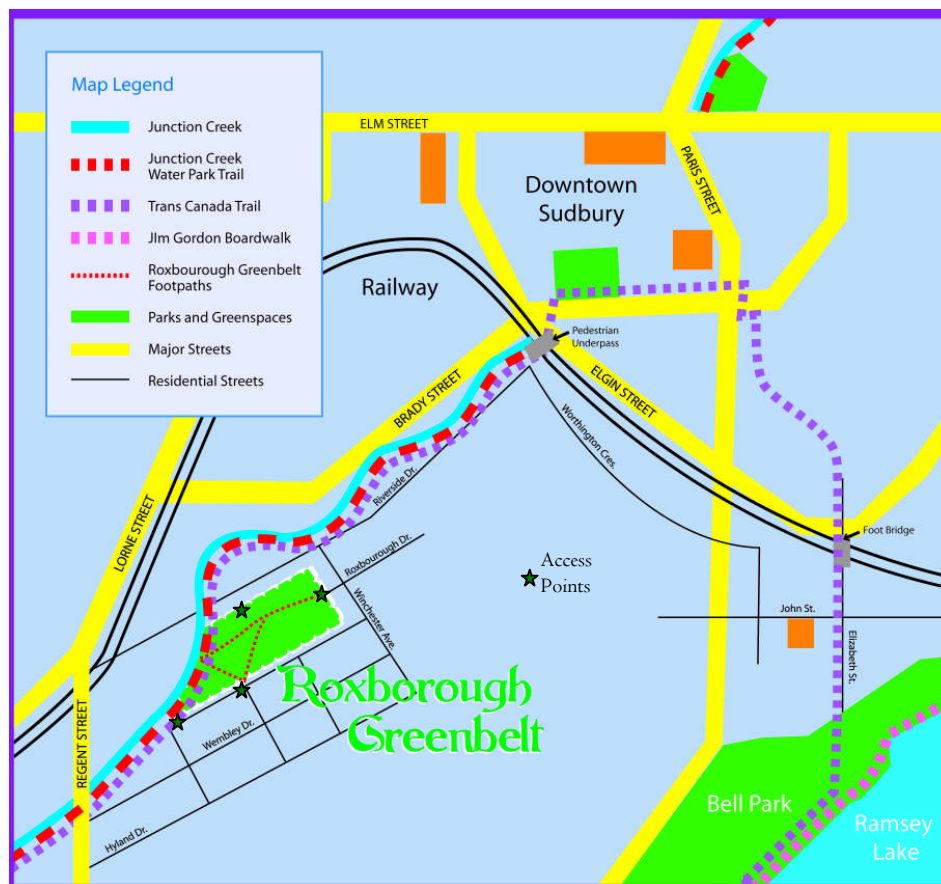 Map Legend
Junction Creek
Junction Creek
Water Park Trail
Trans Canada Trail
JIm Gordon Boardwalk
Roxbourough Greenbelt
Footpaths
Parks and Greenspaces
Major Streets
Residential Streets
ELM STREET
PARIS STREET
Downtown
Sudbury
Railway
Pedestrian
Underpass
BRADY STREET
ELGIN STREET
Worthington Cres.
Riverside Dr.
LORNE STREET
Foot Bridge
Roxbourough Dr.
Access
Points
Winchester Ave.
John St.
Elizabeth St.
Roxborough
Greenbelt
REGENT STREET
Wembley Dr.
Hyland Dr.
Bell Park
Ramsey
Lake